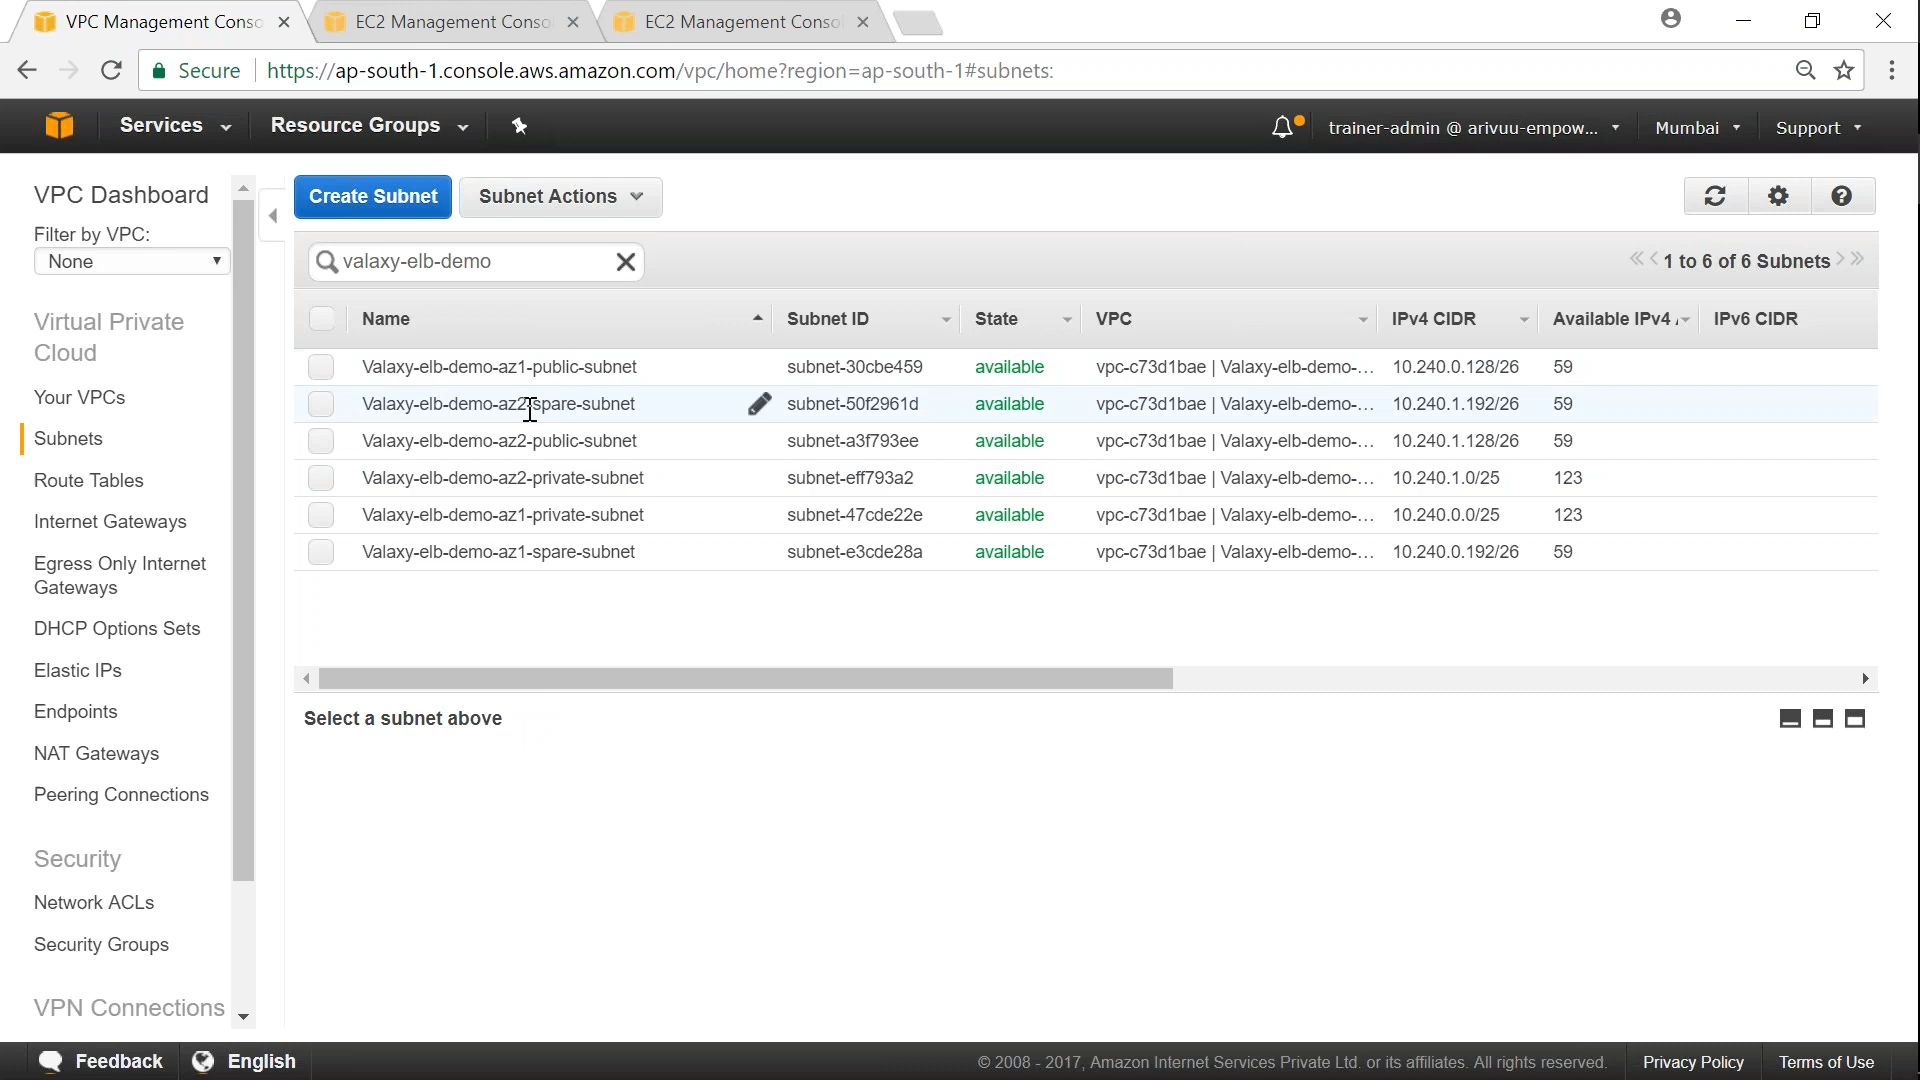 VPC Management Conso
EC2 Management Conso
EC2 Management Conso
Secure
https://ap-south-1.console.aws.amazon.com/vpc/home?region=ap-south-1#subnets:
Services
Resource Groups
trainer-admin @ arivuu-empow...
Mumbai
Support
VPC Dashboard
Filter by VPC:
None
Virtual Private
Cloud
Your VPCs
Subnets
Route Tables
Internet Gateways
Egress Only Internet
Gateways
DHCP Options Sets
Elastic IPs
Endpoints
NAT Gateways
Peering Connections
Security
Network ACLs
Security Groups
VPN Connections
Create Subnet
Subnet Actions
valaxy-elb-demo
1 to 6 of 6 Subnets
Name Subnet ID State VPC IPv4 CIDR Available IPv4 IPv6 CIDR
Valaxy-elb-demo-az1-public-subnet subnet-30cbe459 available vpc-c73d1bae | Valaxy-elb-demo-... 10.240.0.128/26 59
Valaxy-elb-demo-az2-spare-subnet subnet-50f2961d available vpc-c73d1bae | Valaxy-elb-demo-... 10.240.1.192/26 59
Valaxy-elb-demo-az2-public-subnet subnet-a3f793ee available vpc-c73d1bae | Valaxy-elb-demo-... 10.240.1.128/26 59
Valaxy-elb-demo-az2-private-subnet subnet-eff793a2 available vpc-c73d1bae | Valaxy-elb-demo-... 10.240.1.0/25 123
Valaxy-elb-demo-az1-private-subnet subnet-47cde22e available vpc-c73d1bae | Valaxy-elb-demo-... 10.240.0.0/25 123
Valaxy-elb-demo-az1-spare-subnet subnet-e3cde28a available vpc-c73d1bae | Valaxy-elb-demo-... 10.240.0.192/26 59
Select a subnet above
Feedback
English
© 2008 - 2017, Amazon Internet Services Private Ltd. or its affiliates. All rights reserved.
Privacy Policy
Terms of Use